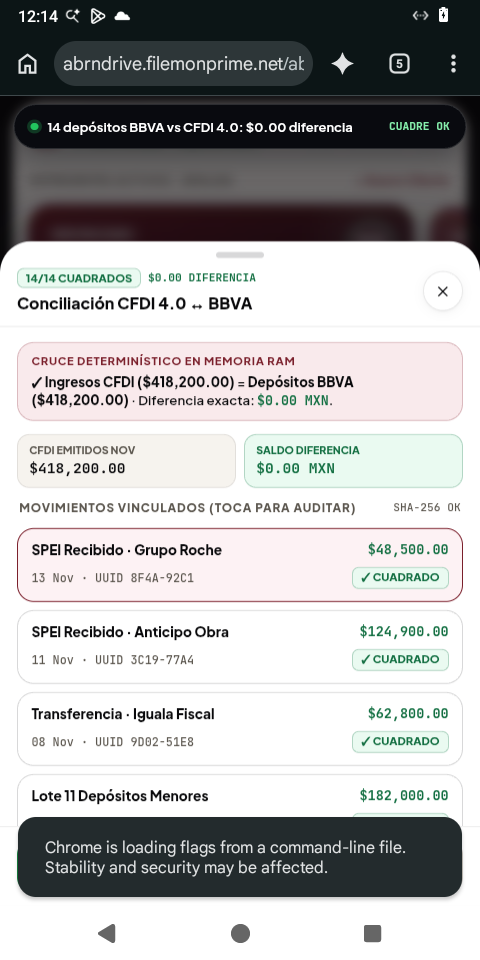 12:14
abrndrive.filemonprime.net/ab
5
14 depósitos BBVA vs CFDI 4.0: $0.00 diferencia
CUADRE OK
14/14 CUADRADOS
$0.00 DIFERENCIA
Conciliación CFDI 4.0 ↔ BBVA
CRUCE DETERMINÍSTICO EN MEMORIA RAM
✓ Ingresos CFDI ($418,200.00) = Depósitos BBVA
($418,200.00) · Diferencia exacta: $0.00 MXN.
CFDI EMITIDOS NOV
$418,200.00
SALDO DIFERENCIA
$0.00 MXN
MOVIMIENTOS VINCULADOS (TOCA PARA AUDITAR)
SHA-256 OK
SPEI Recibido · Grupo Roche
$48,500.00
13 Nov · UUID 8F4A-92C1
✓ CUADRADO
SPEI Recibido · Anticipo Obra
$124,900.00
11 Nov · UUID 3C19-77A4
✓ CUADRADO
Transferencia · Iguala Fiscal
$62,800.00
08 Nov · UUID 9D02-51E8
✓ CUADRADO
Lote 11 Depósitos Menores
$182,000.00
Chrome is loading flags from a command-line file.
Stability and security may be affected.